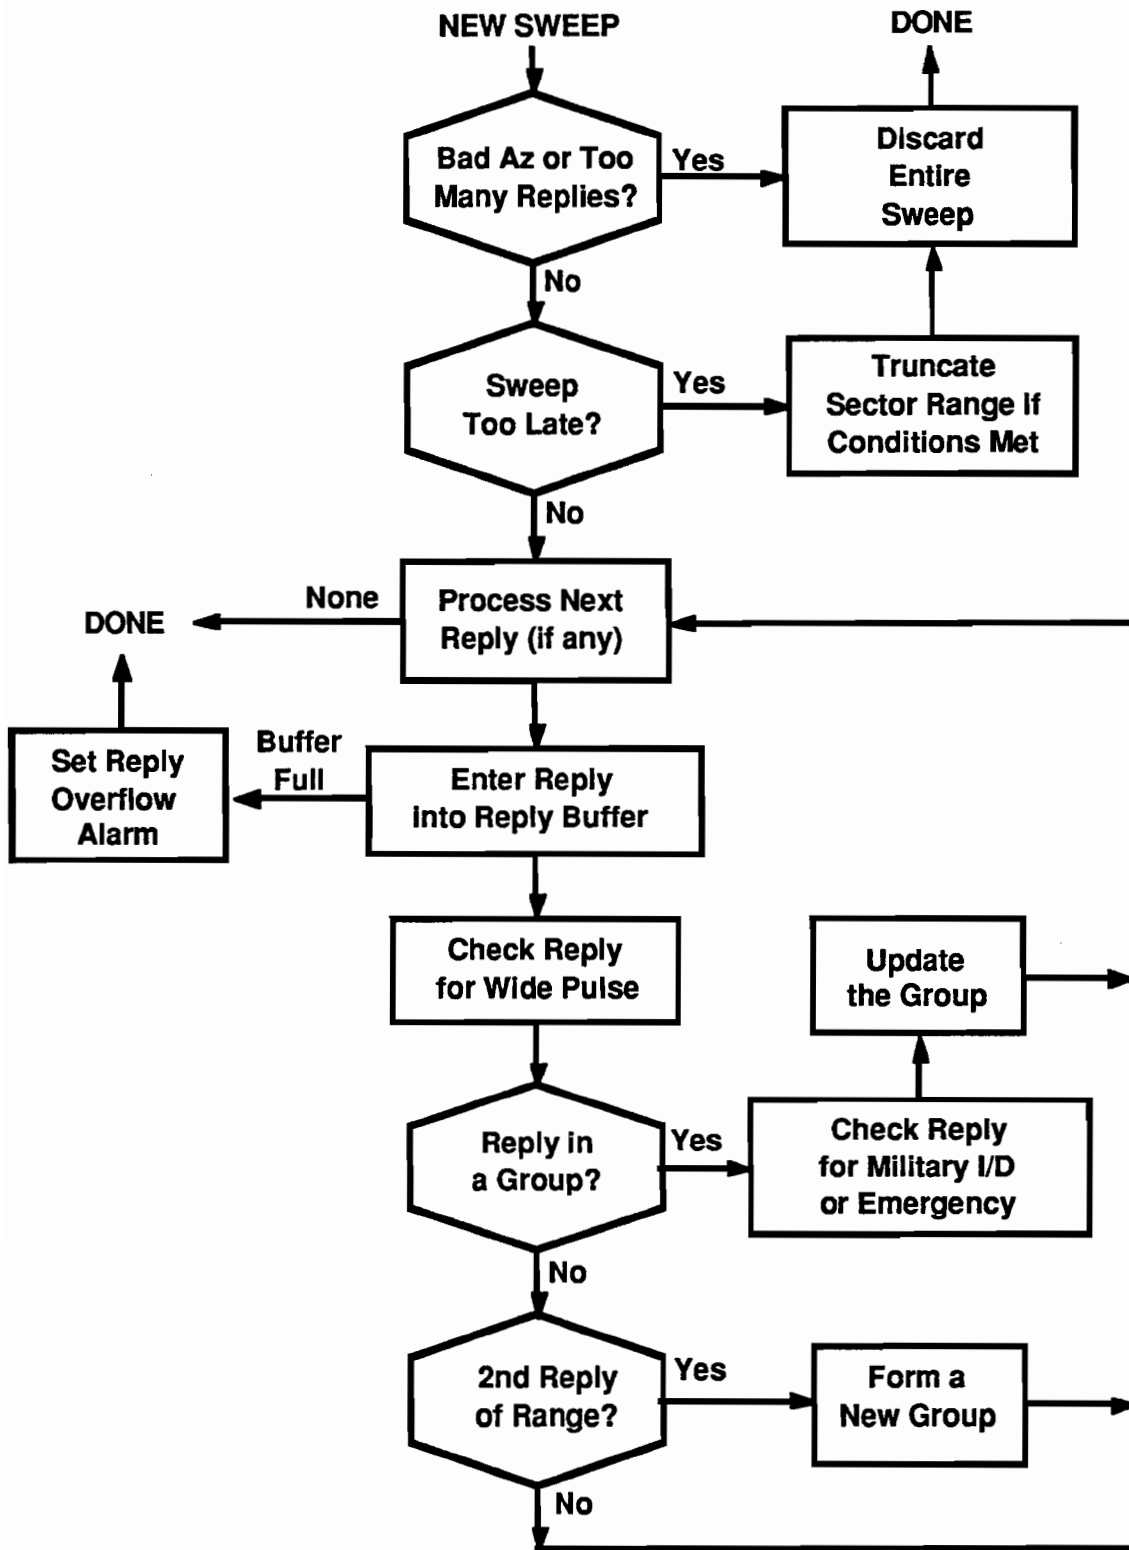 NEW SWEEP
DONE
Bad Az or Too
Many Replies?
Yes
Discard
Entire
Sweep
No
Sweep
Too Late?
Yes
Truncate
Sector Range if
Conditions Met
No
None
DONE
Process Next
Reply (if any)
Set Reply
Overflow
Alarm
Buffer
Full
Enter Reply
into Reply Buffer
Check Reply
for Wide Pulse
Update
the Group
Reply in
a Group?
Yes
Check Reply
for Military I/D
or Emergency
No
2nd Reply
of Range?
Yes
Form a
New Group
No